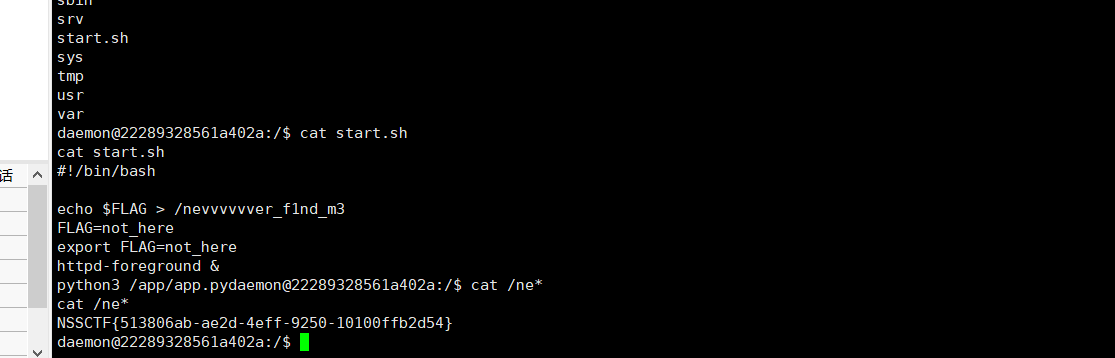 sbin
srv
start.sh
sys
tmp
usr
var
daemon@22289328561a402a:/$ cat start.sh
cat start.sh
#!/bin/bash
话
echo $FLAG > /nevvvvvver_f1nd_m3
FLAG=not_here
export FLAG=not_here
httpd-foreground &
python3 /app/app.pydaemon@22289328561a402a:/$ cat /ne*
cat /ne*
NSSCTF{513806ab-ae2d-4eff-9250-10100ffb2d54}
daemon@22289328561a402a:/$